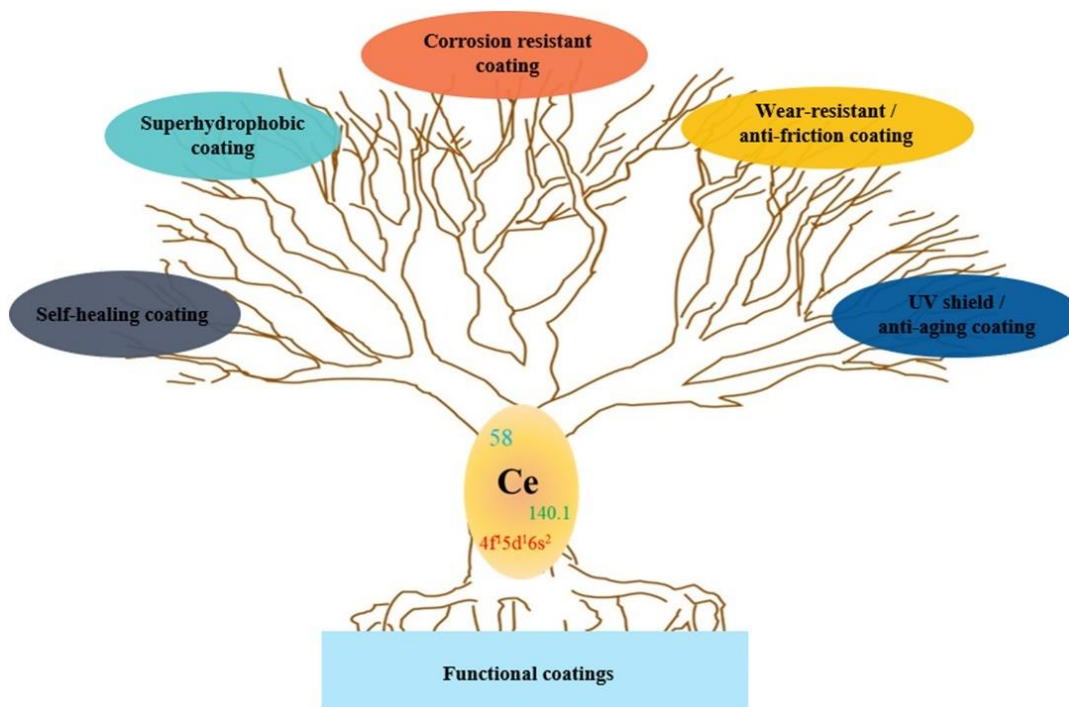 Corrosion resistant
coating
Superhydrophobic
coating
Wear-resistant /
anti-friction coating
Self-healing coating
UV shield /
anti-aging coating
58
Ce
140.1
4f¹5d¹6s²
Functional coatings